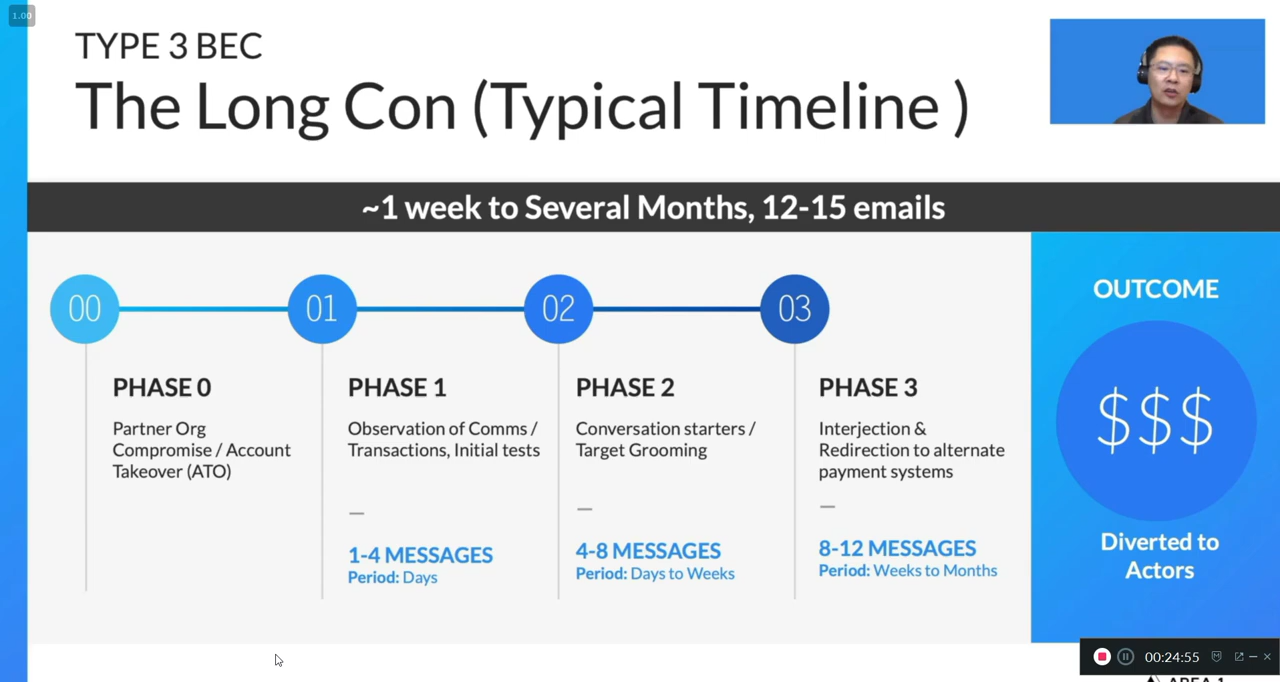 1.00
TYPE 3 BEC
The Long Con (Typical Timeline )
~1 week to Several Months, 12-15 emails
00
01
02
03
PHASE 0
Partner Org
Compromise / Account
Takeover (ATO)
PHASE 1
Observation of Comms /
Transactions, Initial tests
—
1-4 MESSAGES
Period: Days
PHASE 2
Conversation starters /
Target Grooming
—
4-8 MESSAGES
Period: Days to Weeks
PHASE 3
Interjection &
Redirection to alternate
payment systems
—
8-12 MESSAGES
Period: Weeks to Months
OUTCOME
$$$
Diverted to
Actors
00:24:55
AREA 1